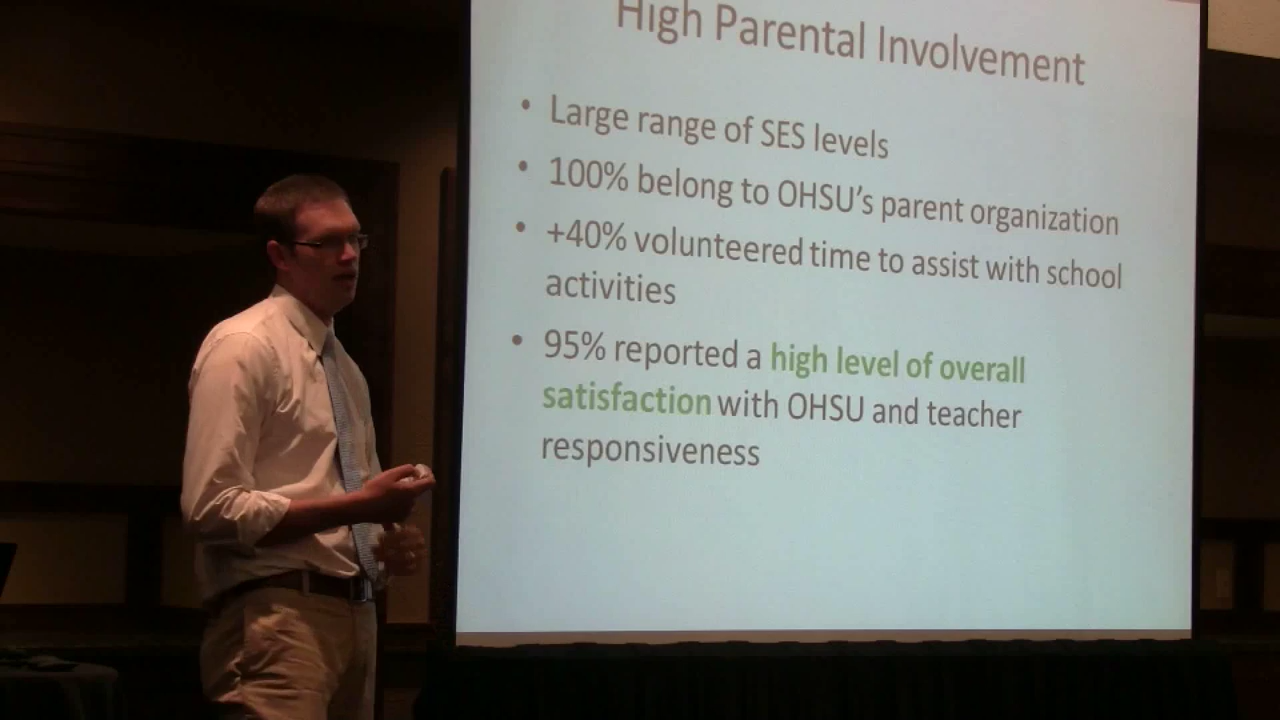 High Parental Involvement
• Large range of SES levels
• 100% belong to OHSU's parent organization
• +40% volunteered time to assist with school
activities
• 95% reported a high level of overall
satisfaction with OHSU and teacher
responsiveness